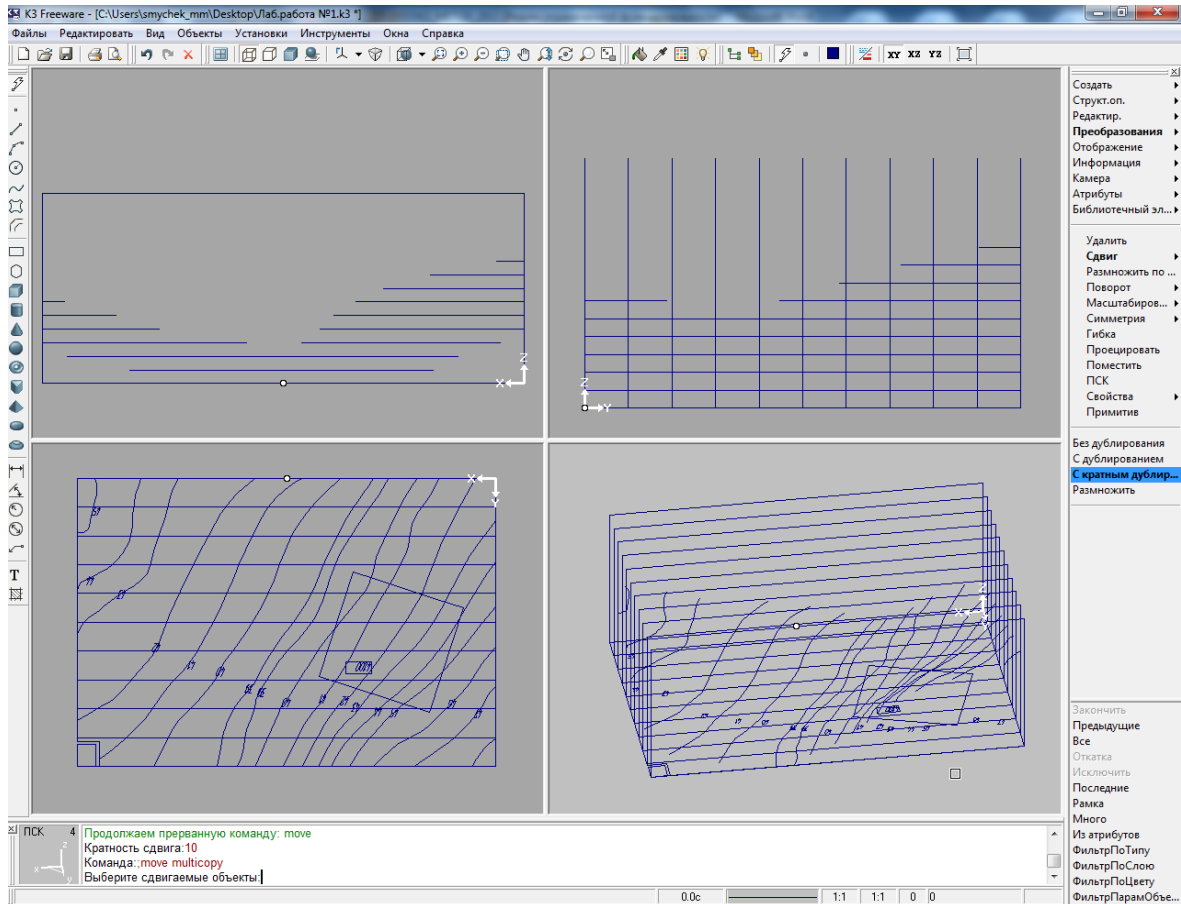 K3 Freeware - [C:\Users\smychek_mm\Desktop\Лаб.работа №1.k3 *]
Файлы Редактировать Вид Объекты Установки Инструменты Окна Справка
XY XZ YZ
Создать
Структ.оп.
Редактир.
Преобразования
Отображение
Информация
Камера
Атрибуты
Библиотечный эл...
Удалить
Сдвиг
Размножить по ...
Поворот
Масштабиров...
Симметрия
Гибка
Проецировать
Поместить
ПСК
Свойства
Примитив
Без дублирования
С дублированием
С кратным дублир...
Размножить
T
Z
X
Z
Y
X
Y
X
Закончить
Предыдущие
Все
Откатка
Исключить
Последние
Рамка
Много
Из атрибутов
ФильтрПоТипу
ФильтрПоСлою
ФильтрПоЦвету
ФильтрПарамОбъе...
ПСК 4
z
x
y
Продолжаем прерванную команду: move
Кратность сдвига:10
Команда:;move multicopy
Выберите сдвигаемые объекты:
0.0c 1:1 1:1 0 0